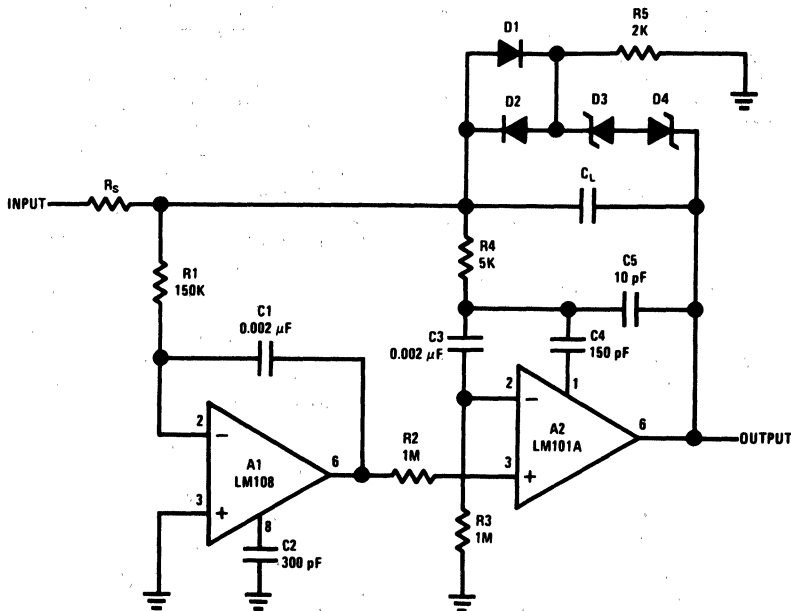 D1
R5
2K
D2
D3
D4
INPUT
RS
CL
R1
150K
R4
5K
C5
10 pF
C1
0.002 µF
C3
0.002 µF
C4
150 pF
2
1
2
A1
LM108
6
R2
1M
A2
LM101A
6
OUTPUT
3
3
8
C2
300 pF
R3
1M